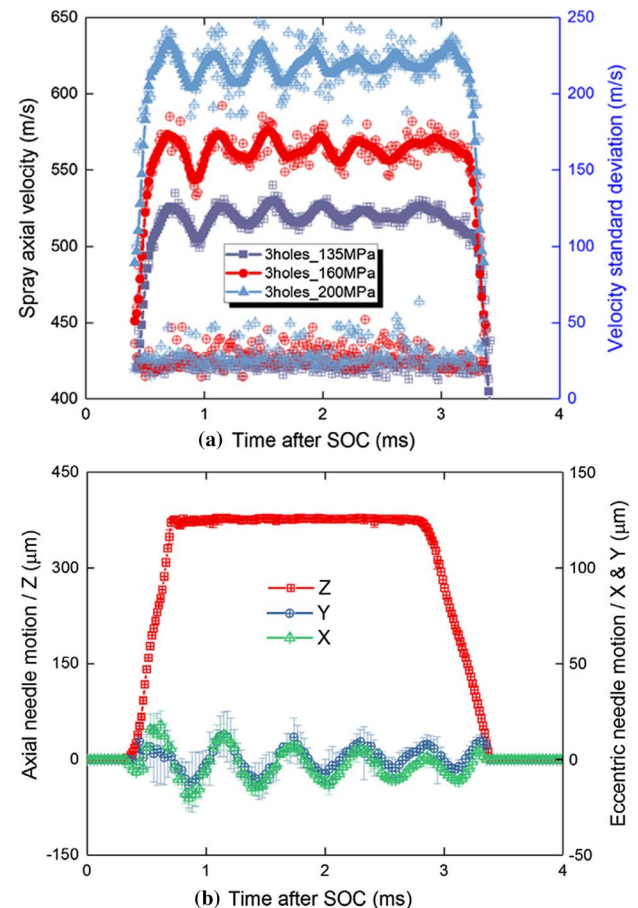 650
600
550
500
450
400
Spray axial velocity (m/s)
250
200
150
100
50
0
Velocity standard deviation (m/s)
3holes_135MPa
3holes_160MPa
3holes_200MPa
0 1 2 3 4
(a) Time after SOC (ms)
450
300
150
0
-150
Axial needle motion / Z (μm)
150
100
50
0
-50
Eccentric needle motion / X & Y (μm)
Z
Y
X
0 1 2 3 4
(b) Time after SOC (ms)